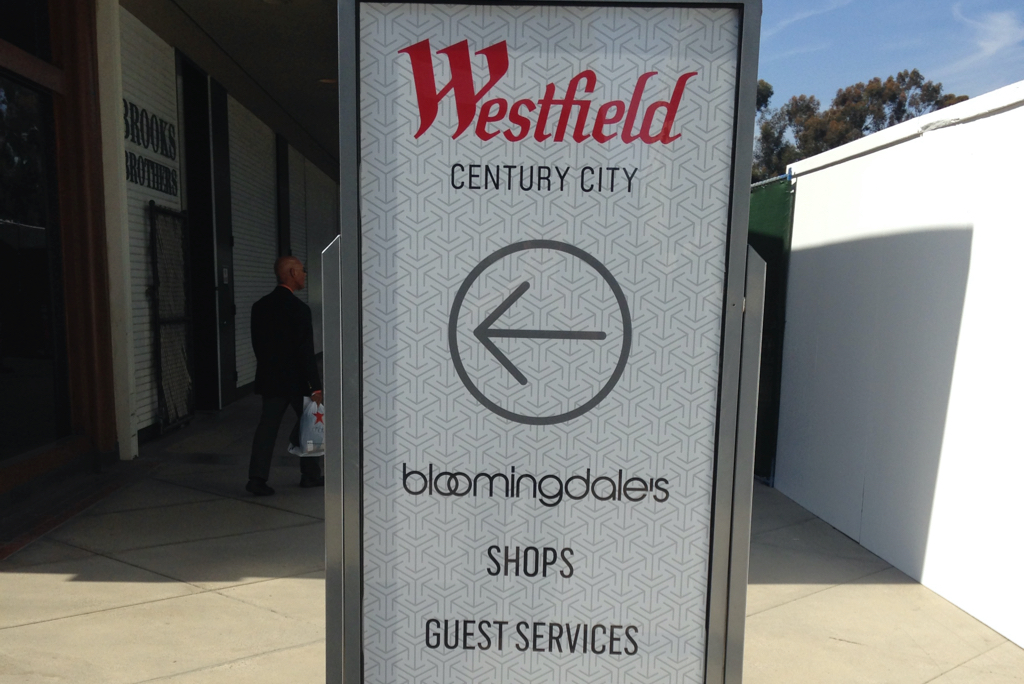 BROOKS
BROTHERS
Westfield
CENTURY CITY
bloomingdale's
SHOPS
GUEST SERVICES